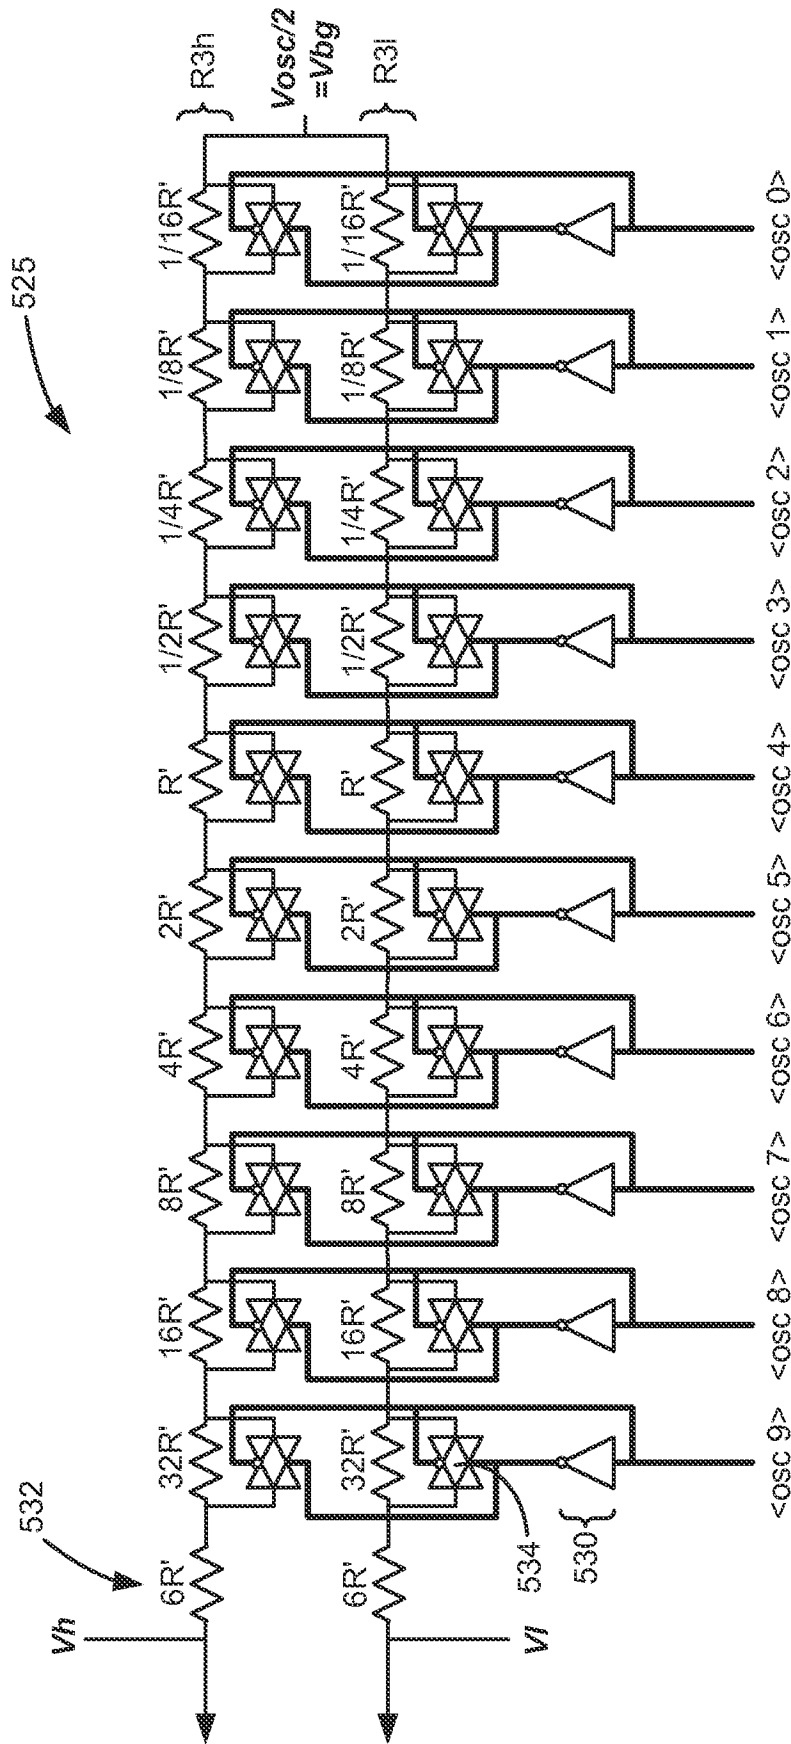 525
532
Vh
6R'
32R'
16R'
8R'
4R'
2R'
R'
1/2R'
1/4R'
1/8R'
1/16R'
R3h
Vosc/2
=Vbg
Vl
6R'
32R'
16R'
8R'
4R'
2R'
R'
1/2R'
1/4R'
1/8R'
1/16R'
R3l
534
530
<osc 9>
<osc 8>
<osc 7>
<osc 6>
<osc 5>
<osc 4>
<osc 3>
<osc 2>
<osc 1>
<osc 0>